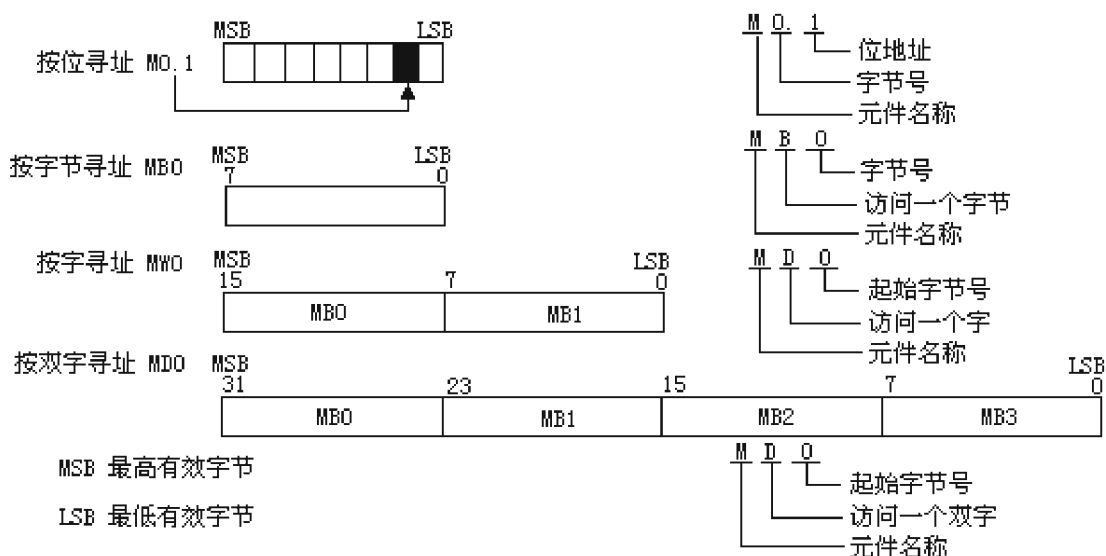 MSB LSB
按位寻址 M0.1
M 0. 1
位地址
字节号
元件名称
按字节寻址 MB0
MSB LSB
7 0
M B 0
字节号
访问一个字节
元件名称
按字寻址 MW0
MSB LSB
15 7 0
MB0 MB1
M D 0
起始字节号
访问一个字
元件名称
按双字寻址 MD0
MSB LSB
31 23 15 7 0
MB0 MB1 MB2 MB3
MSB 最高有效字节
LSB 最低有效字节
M D 0
起始字节号
访问一个双字
元件名称